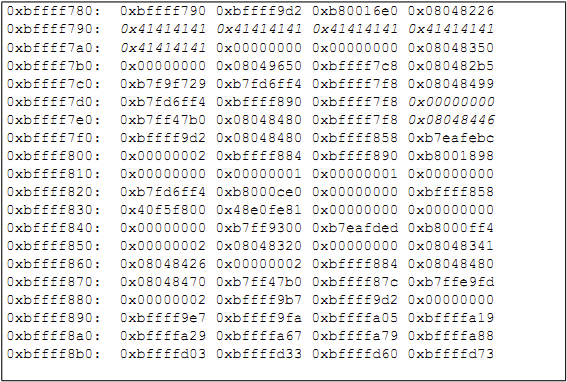 0xbffff780: 0xbffff790 0xbffff9d2 0xb80016e0 0x08048226
0xbffff790: 0x41414141 0x41414141 0x41414141 0x41414141
0xbffff7a0: 0x41414141 0x00000000 0x00000000 0x08048350
0xbffff7b0: 0x00000000 0x08049650 0xbffff7c8 0x080482b5
0xbffff7c0: 0xb7f9f729 0xb7fd6ff4 0xbffff7f8 0x08048499
0xbffff7d0: 0xb7fd6ff4 0xbffff890 0xbffff7f8 0x00000000
0xbffff7e0: 0xb7ff47b0 0x08048480 0xbffff7f8 0x08048446
0xbffff7f0: 0xbffff9d2 0x08048480 0xbffff858 0xb7eafebc
0xbffff800: 0x00000002 0xbffff884 0xbffff890 0xb8001898
0xbffff810: 0x00000000 0x00000001 0x00000001 0x00000000
0xbffff820: 0xb7fd6ff4 0xb8000ce0 0x00000000 0xbffff858
0xbffff830: 0x40f5f800 0x48e0fe81 0x00000000 0x00000000
0xbffff840: 0x00000000 0xb7ff9300 0xb7eafded 0xb8000ff4
0xbffff850: 0x00000002 0x08048320 0x00000000 0x08048341
0xbffff860: 0x08048426 0x00000002 0xbffff884 0x08048480
0xbffff870: 0x08048470 0xb7ff47b0 0xbffff87c 0xb7ffe9fd
0xbffff880: 0x00000002 0xbffff9b7 0xbffff9d2 0x00000000
0xbffff890: 0xbffff9e7 0xbffff9fa 0xbffffa05 0xbffffa19
0xbffff8a0: 0xbffffa29 0xbffffa67 0xbffffa79 0xbffffa88
0xbffff8b0: 0xbffffd03 0xbffffd33 0xbffffd60 0xbffffd73